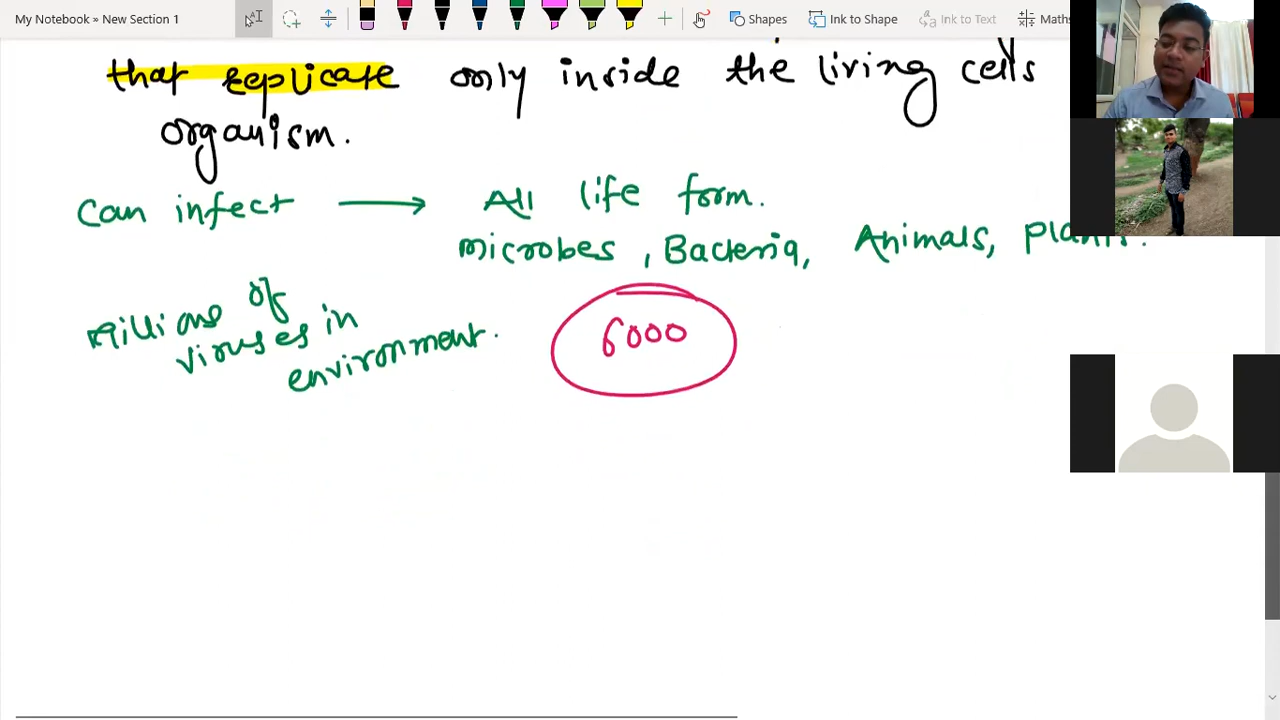 My Notebook » New Section 1
Shapes
Ink to Shape
Ink to Text
Maths
that replicate only inside the living cells
organism.
Can infect → All life form.
Microbes, Bacteria, Animals, plants.
Millions of
viruses in
environment.
6000